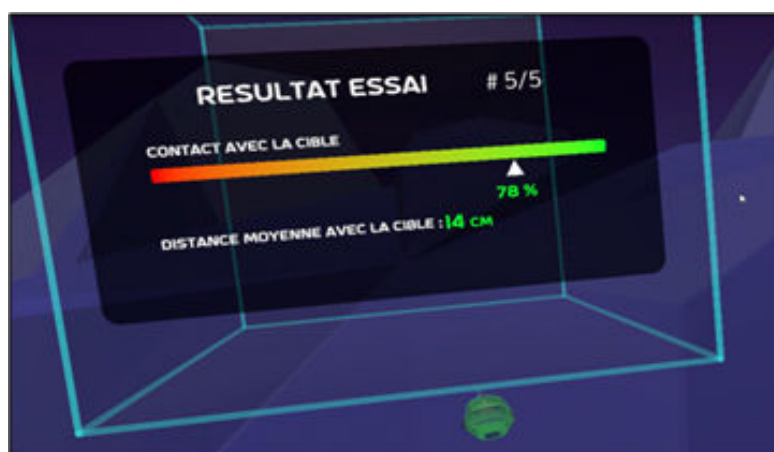 RESULTAT ESSAI # 5/5
CONTACT AVEC LA CIBLE
78 %
DISTANCE MOYENNE AVEC LA CIBLE : 14 CM